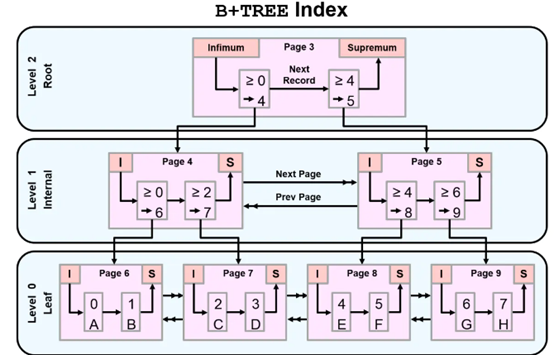 B+TREE Index
Level 2
Root
Infimum
Page 3
Supremum
Next
Record
≥ 0
→ 4
≥ 4
→ 5
Level 1
Internal
I
Page 4
S
≥ 0
→ 6
≥ 2
→ 7
Next Page
Prev Page
I
Page 5
S
≥ 4
→ 8
≥ 6
→ 9
Level 0
Leaf
I
Page 6
S
0
A
1
B
I
Page 7
S
2
C
3
D
I
Page 8
S
4
E
5
F
I
Page 9
S
6
G
7
H